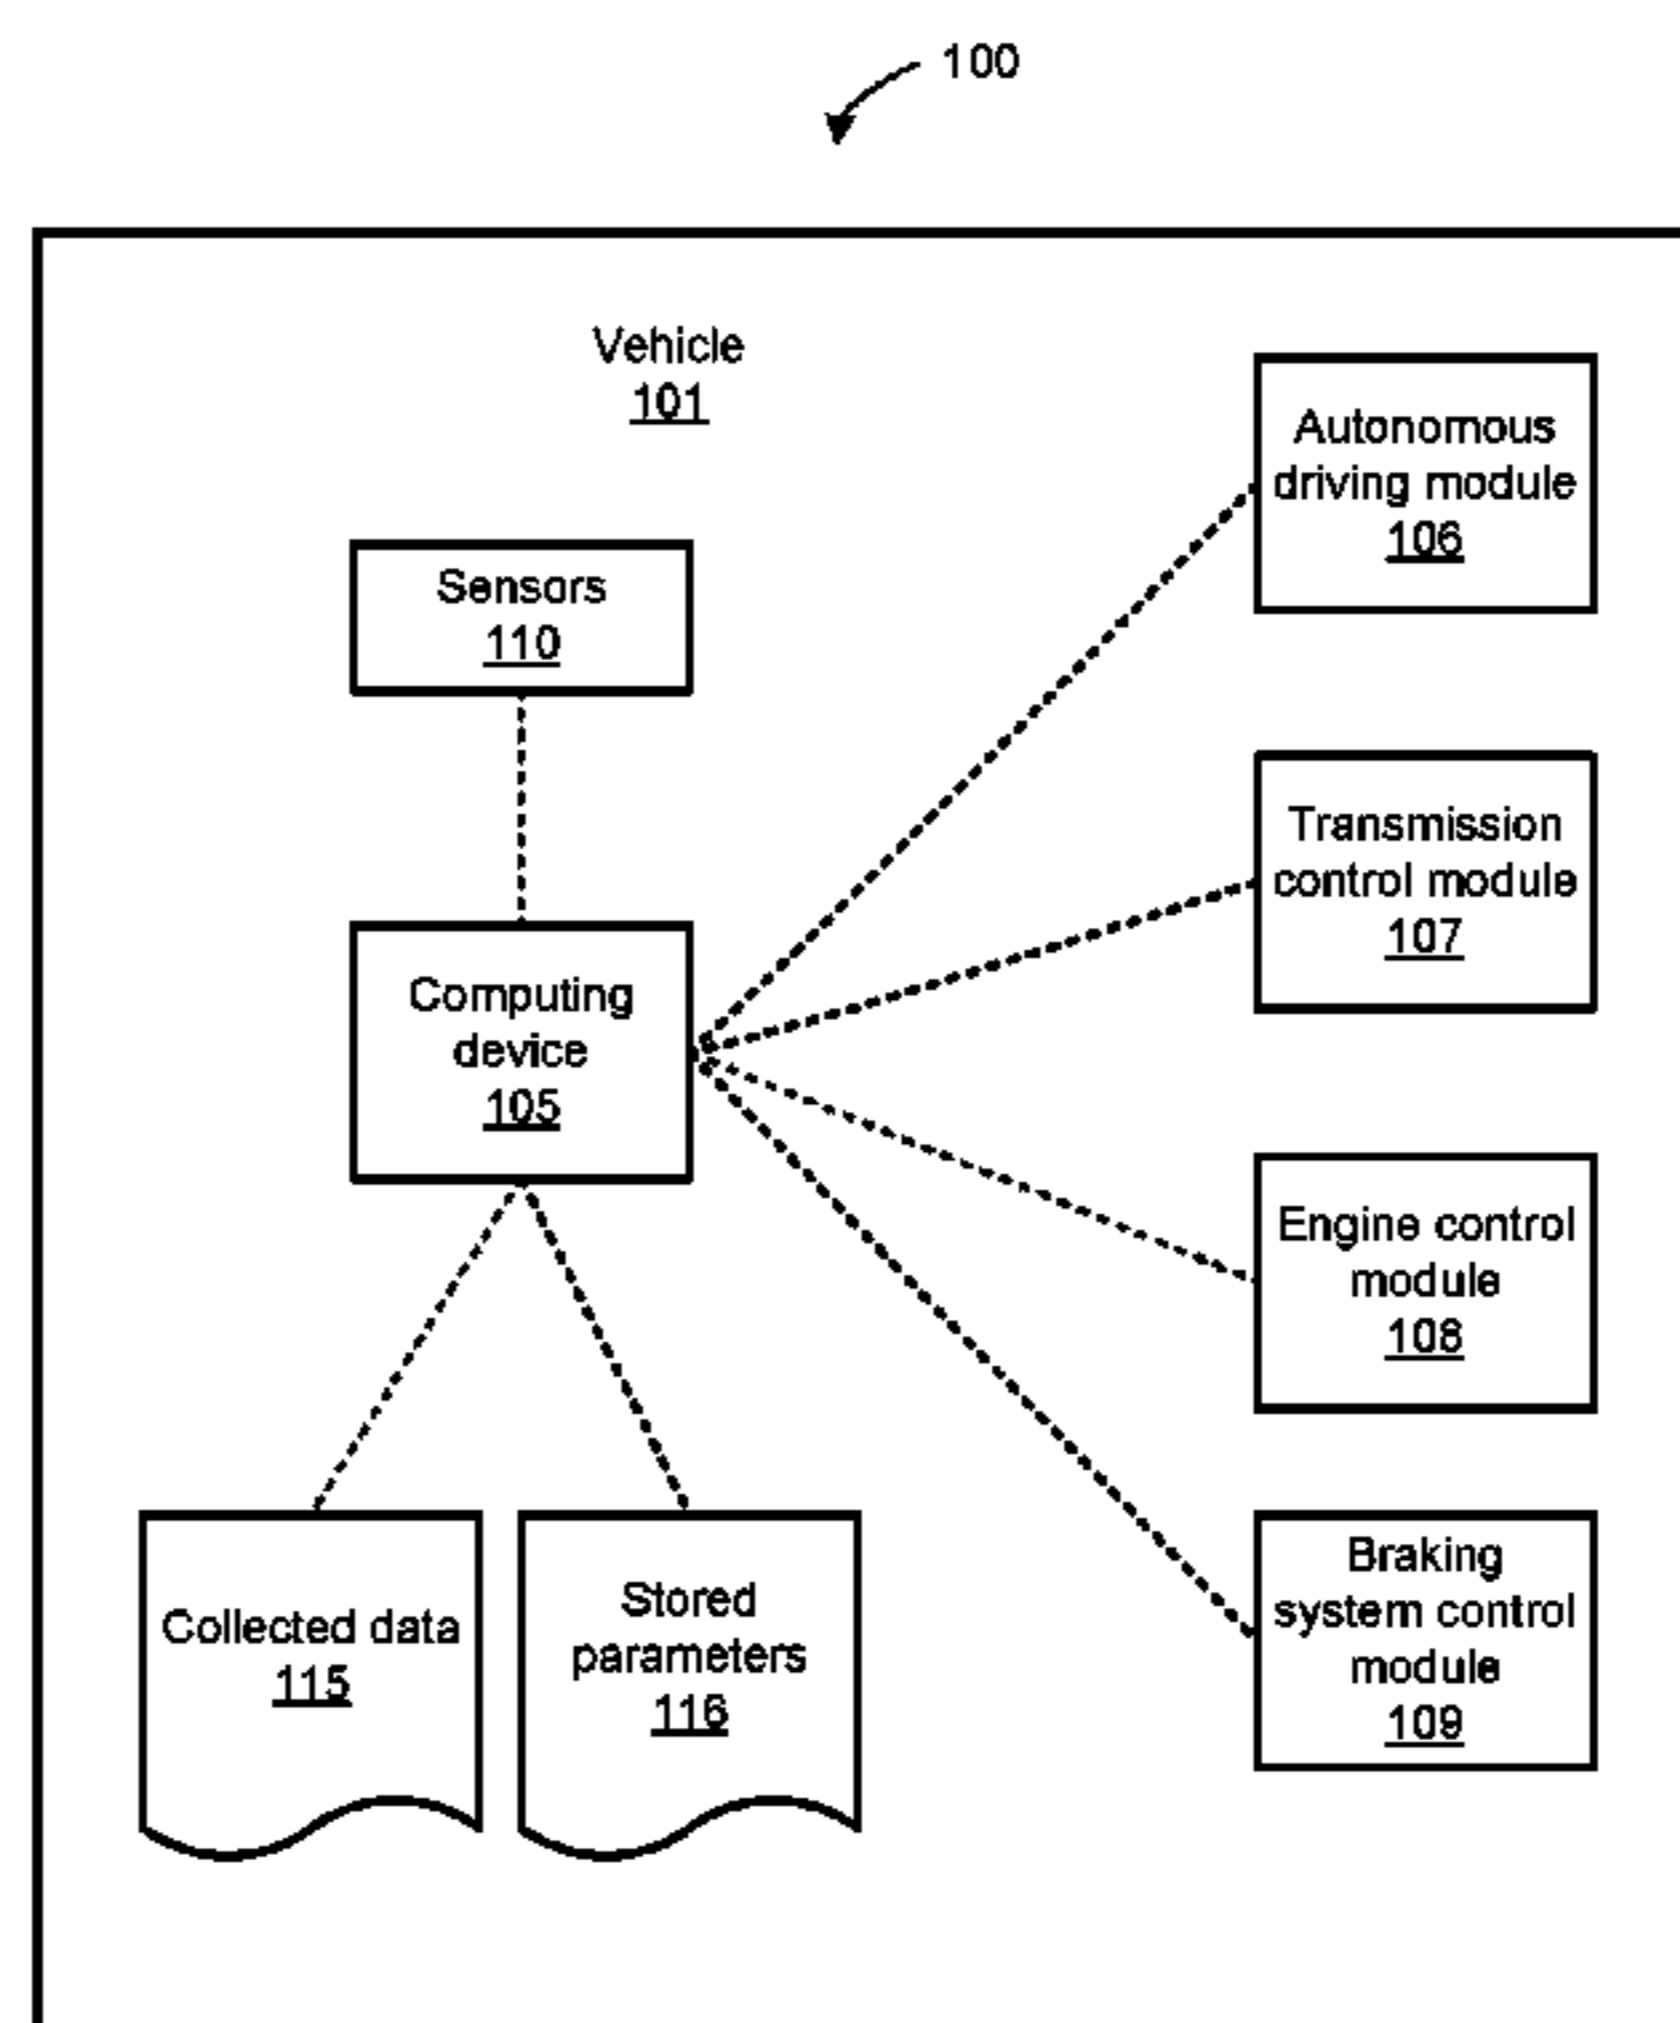 100
Vehicle
101
Autonomous
driving module
106
Sensors
110
Transmission
control module
107
Computing
device
105
Engine control
module
108
Collected data
115
Stored
parameters
116
Braking
system control
module
109